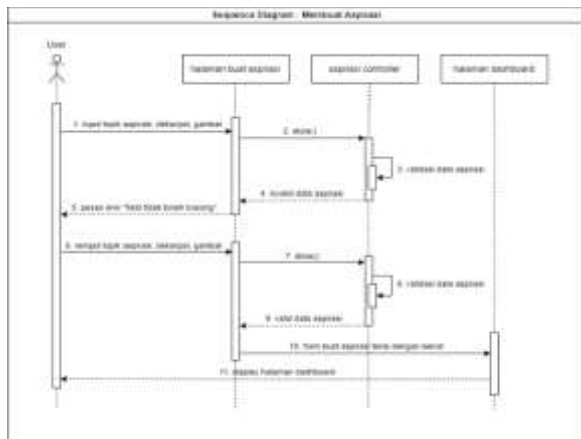 Sequence Diagram - Membuat Aspirasi
User
halaman buat aspirasi
aspirasi controller
halaman dashboard
1. input topik aspirasi, deskripsi, gambar
2. store()
3. validasi data aspirasi
4. invalid data aspirasi
5. pesan error "field tidak boleh kosong"
6. topik aspirasi, deskripsi, gambar
7. store()
8. validasi data aspirasi
9. valid data aspirasi
10. form buat aspirasi terisi dengan benar
11. display halaman dashboard